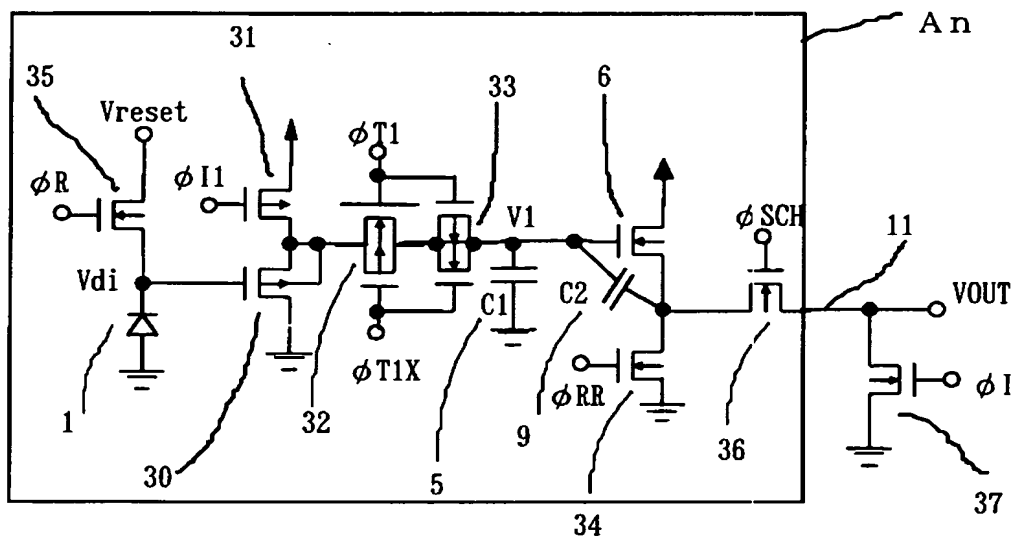 An
31
35
6
33
Vreset
φT1
φR
φI1
φSCH
V1
11
Vdi
VOUT
C1
C2
φT1X
φRR
φI
1
32
9
36
30
5
34
37